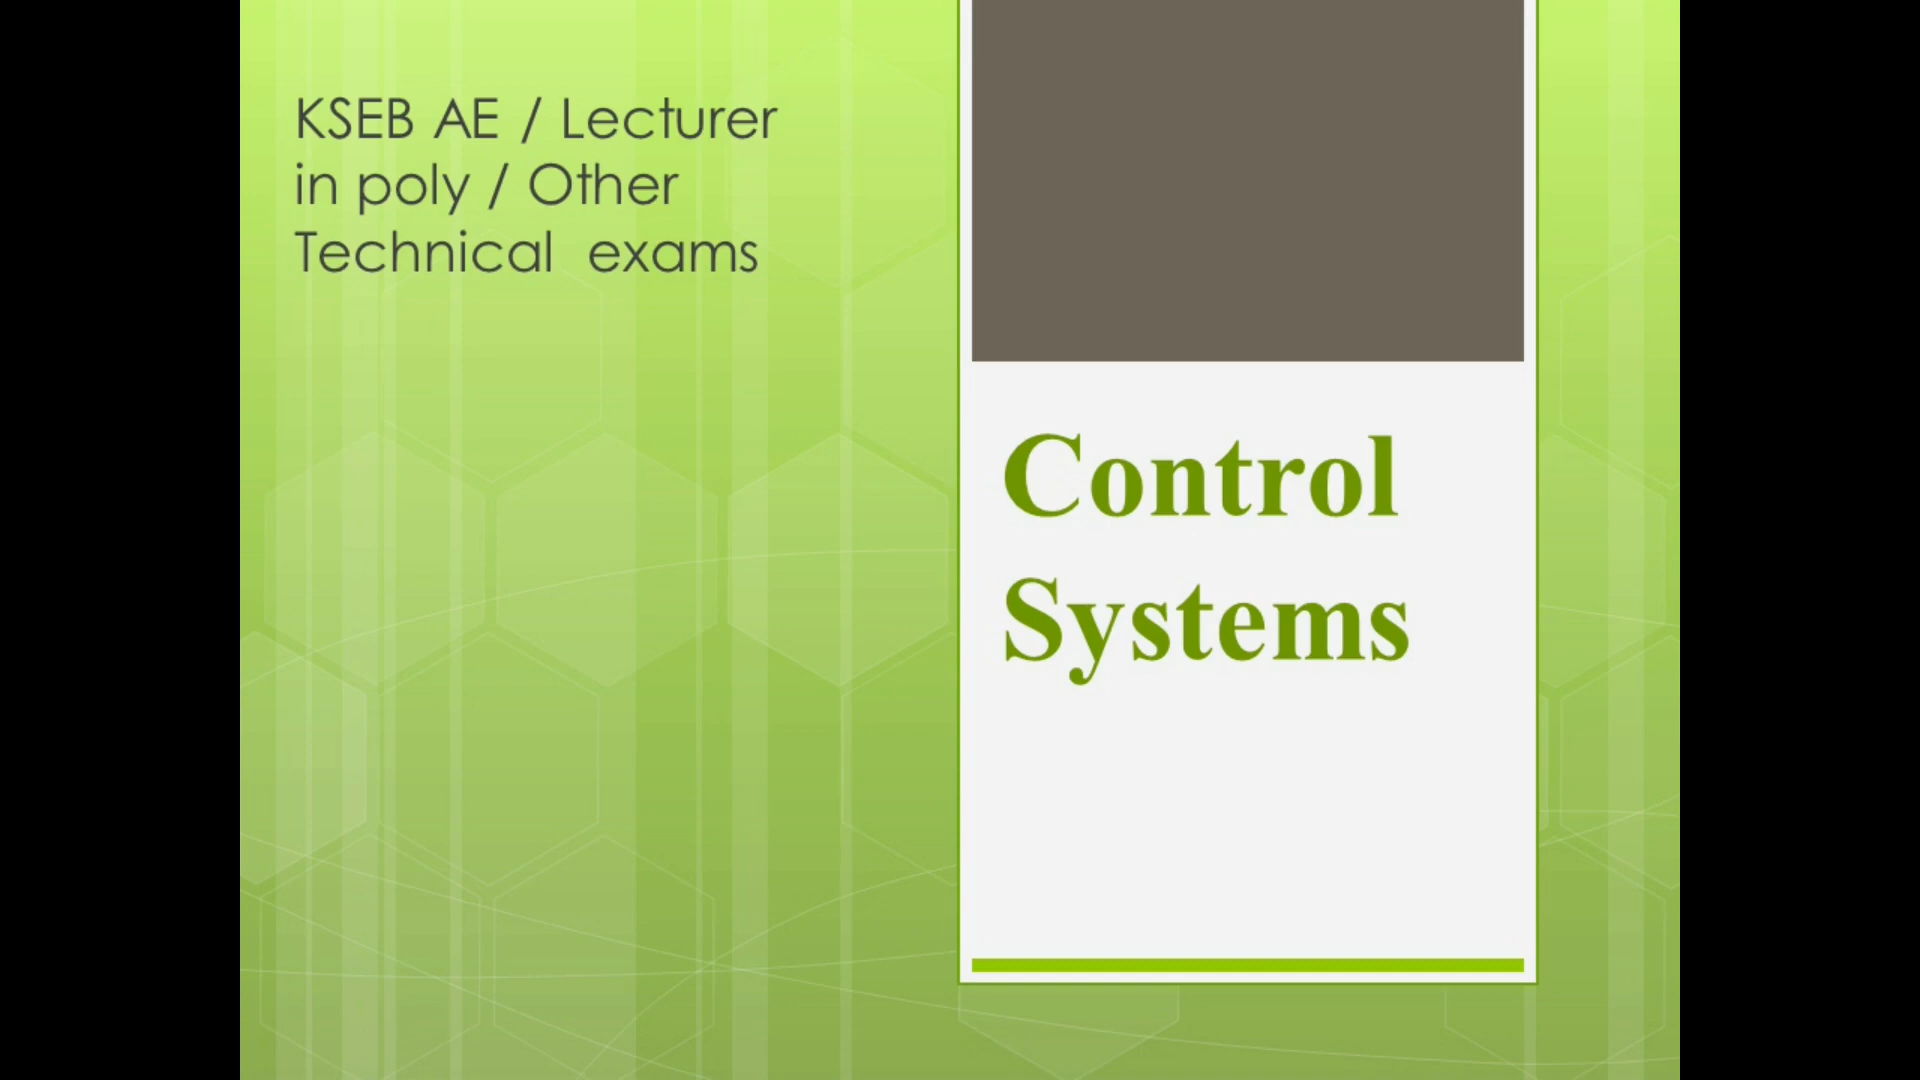 KSEB AE / Lecturer
in poly / Other
Technical exams
Control
Systems